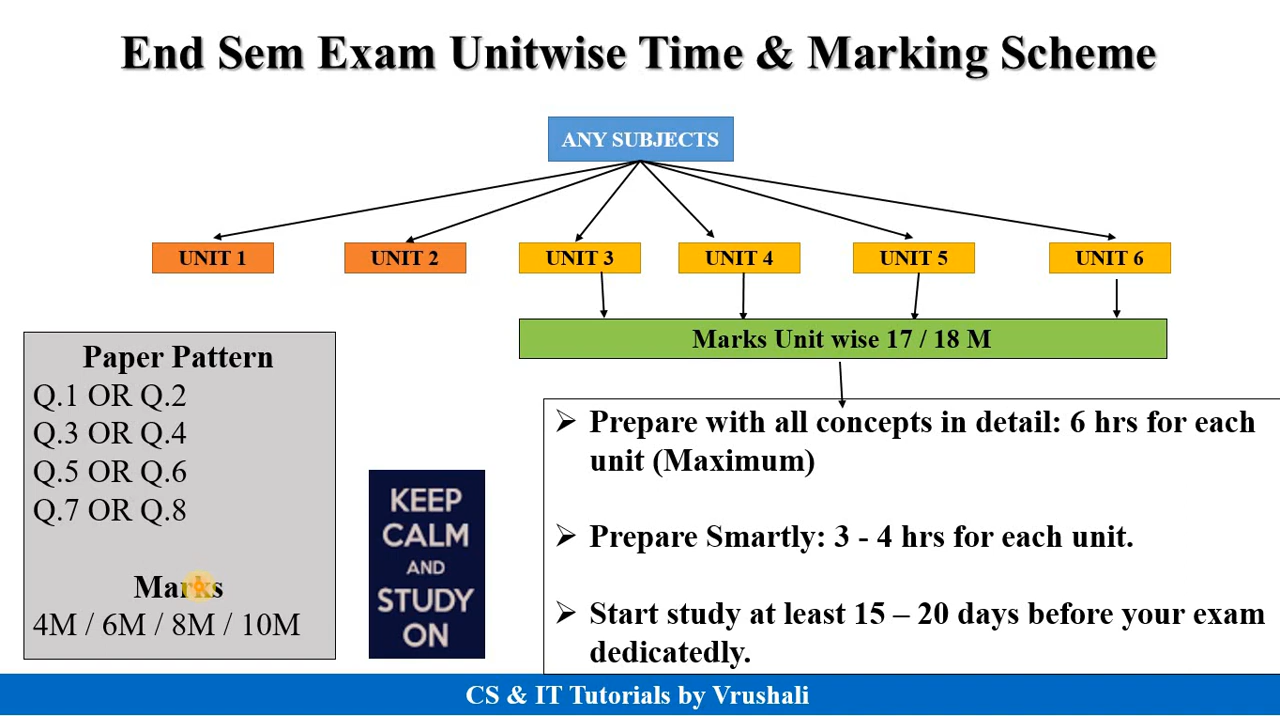 End Sem Exam Unitwise Time & Marking Scheme
ANY SUBJECTS
UNIT 1
UNIT 2
UNIT 3
UNIT 4
UNIT 5
UNIT 6
Marks Unit wise 17 / 18 M
Paper Pattern
Q.1 OR Q.2
Q.3 OR Q.4
Q.5 OR Q.6
Q.7 OR Q.8
Marks
4M / 6M / 8M / 10M
KEEP
CALM
AND
STUDY
ON
➢ Prepare with all concepts in detail: 6 hrs for each
unit (Maximum)
➢ Prepare Smartly: 3 - 4 hrs for each unit.
➢ Start study at least 15 – 20 days before your exam
dedicatedly.
CS & IT Tutorials by Vrushali